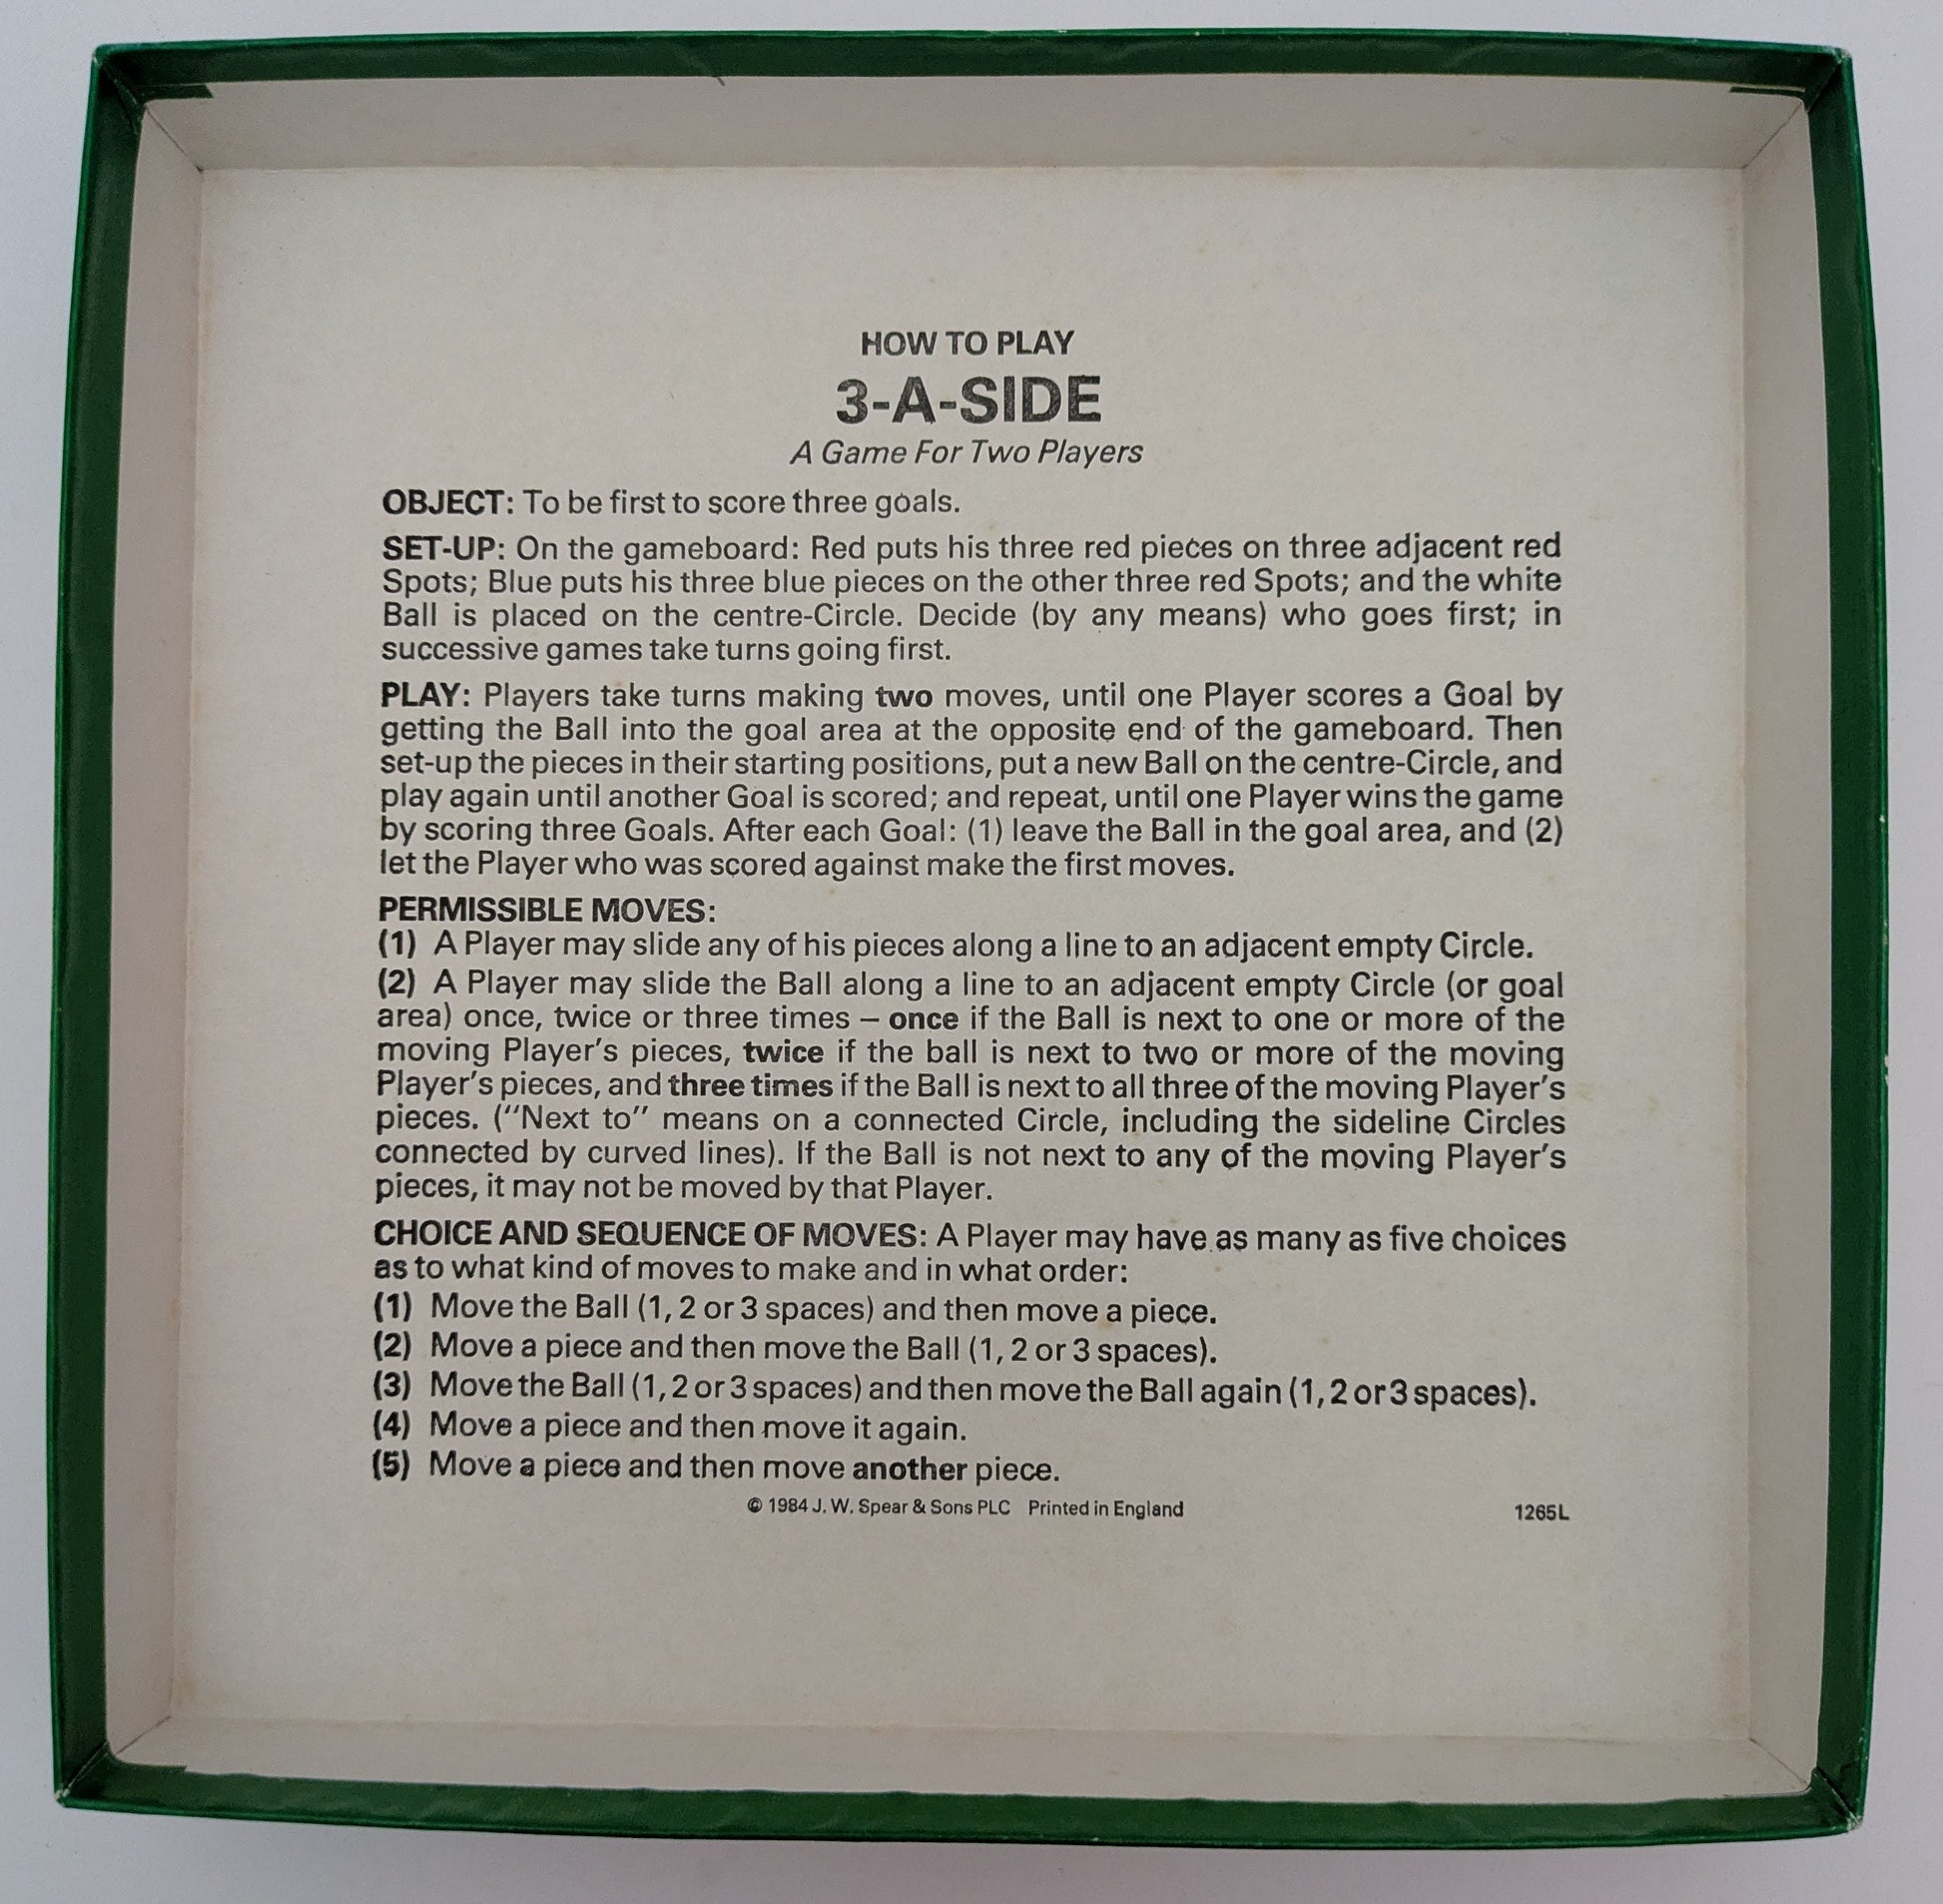 HOW TO PLAY
3-A-SIDE
A Game For Two Players
OBJECT: To be first to score three goals.
SET-UP: On the gameboard: Red puts his three red pieces on three adjacent red
Spots; Blue puts his three blue pieces on the other three red Spots; and the white
Ball is placed on the centre-Circle. Decide (by any means) who goes first; in
successive games take turns going first.
PLAY: Players take turns making two moves, until one Player scores a Goal by
getting the Ball into the goal area at the opposite end of the gameboard. Then
set-up the pieces in their starting positions, put a new Ball on the centre-Circle, and
play again until another Goal is scored; and repeat, until one Player wins the game
by scoring three Goals. After each Goal: (1) leave the Ball in the goal area, and (2)
let the Player who was scored against make the first moves.
PERMISSIBLE MOVES:
(1) A Player may slide any of his pieces along a line to an adjacent empty Circle.
(2) A Player may slide the Ball along a line to an adjacent empty Circle (or goal
area) once, twice or three times – once if the Ball is next to one or more of the
moving Player's pieces, twice if the ball is next to two or more of the moving
Player's pieces, and three times if the Ball is next to all three of the moving Player's
pieces. ("Next to" means on a connected Circle, including the sideline Circles
connected by curved lines). If the Ball is not next to any of the moving Player's
pieces, it may not be moved by that Player.
CHOICE AND SEQUENCE OF MOVES: A Player may have as many as five choices
as to what kind of moves to make and in what order:
(1) Move the Ball (1, 2 or 3 spaces) and then move a piece.
(2) Move a piece and then move the Ball (1, 2 or 3 spaces).
(3) Move the Ball (1, 2 or 3 spaces) and then move the Ball again (1, 2 or 3 spaces).
(4) Move a piece and then move it again.
(5) Move a piece and then move another piece.
© 1984 J. W. Spear & Sons PLC Printed in England 1265L